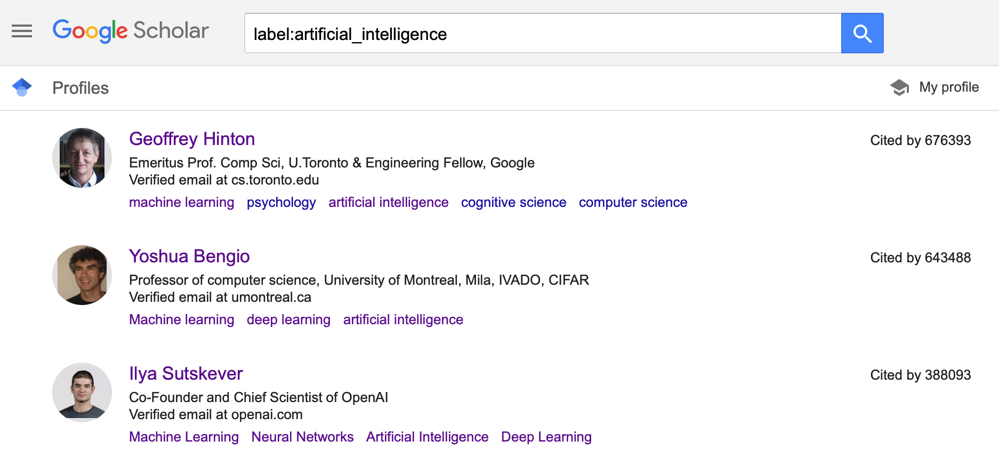 Google Scholar
label:artificial_intelligence
Profiles
My profile
Geoffrey Hinton
Cited by 676393
Emeritus Prof. Comp Sci, U.Toronto & Engineering Fellow, Google
Verified email at cs.toronto.edu
machine learning psychology artificial intelligence cognitive science computer science
Yoshua Bengio
Cited by 643488
Professor of computer science, University of Montreal, Mila, IVADO, CIFAR
Verified email at umontreal.ca
Machine learning deep learning artificial intelligence
Ilya Sutskever
Cited by 388093
Co-Founder and Chief Scientist of OpenAI
Verified email at openai.com
Machine Learning Neural Networks Artificial Intelligence Deep Learning